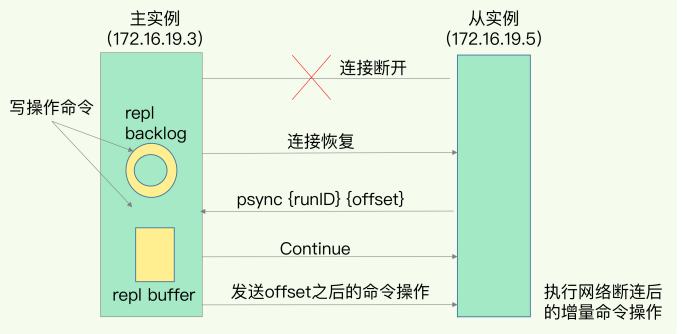 主实例
(172.16.19.3)
从实例
(172.16.19.5)
连接断开
写操作命令
repl
backlog
连接恢复
psync {runID} {offset}
Continue
repl buffer
发送offset之后的命令操作
执行网络断连后
的增量命令操作